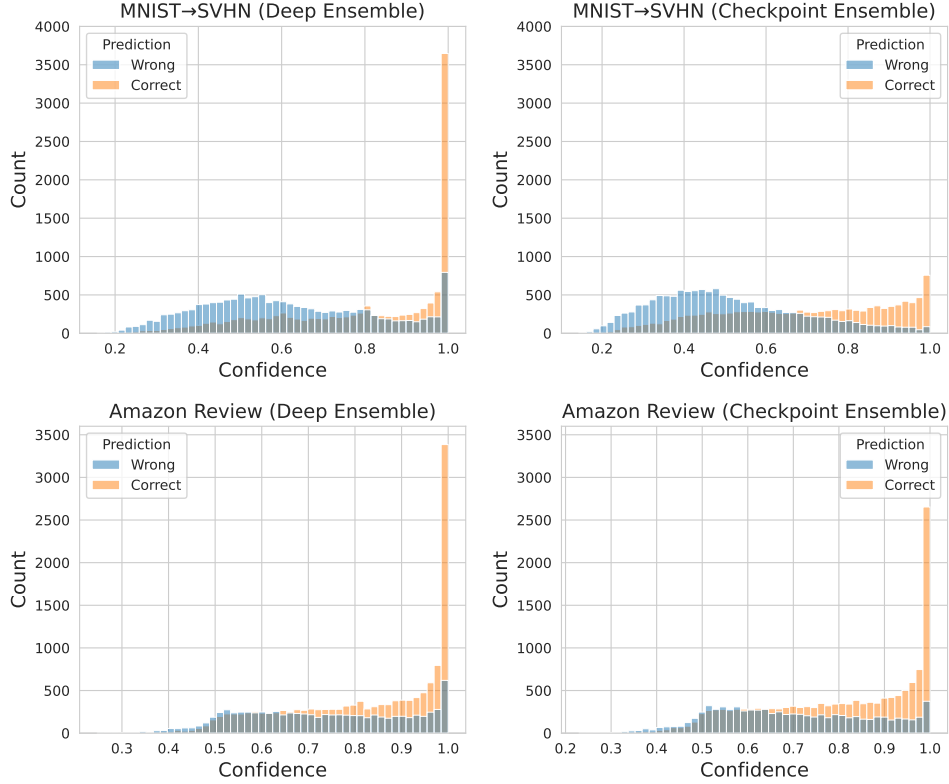 MNIST→SVHN (Deep Ensemble)
4000
3500
3000
2500
2000
1500
1000
500
0
Count
Prediction
Wrong
Correct
0.2 0.4 0.6 0.8 1.0
Confidence
MNIST→SVHN (Checkpoint Ensemble)
4000
3500
3000
2500
2000
1500
1000
500
0
Count
Prediction
Wrong
Correct
0.2 0.4 0.6 0.8 1.0
Confidence
Amazon Review (Deep Ensemble)
3500
3000
2500
2000
1500
1000
500
0
Count
Prediction
Wrong
Correct
0.3 0.4 0.5 0.6 0.7 0.8 0.9 1.0
Confidence
Amazon Review (Checkpoint Ensemble)
3500
3000
2500
2000
1500
1000
500
0
Count
Prediction
Wrong
Correct
0.2 0.3 0.4 0.5 0.6 0.7 0.8 0.9 1.0
Confidence